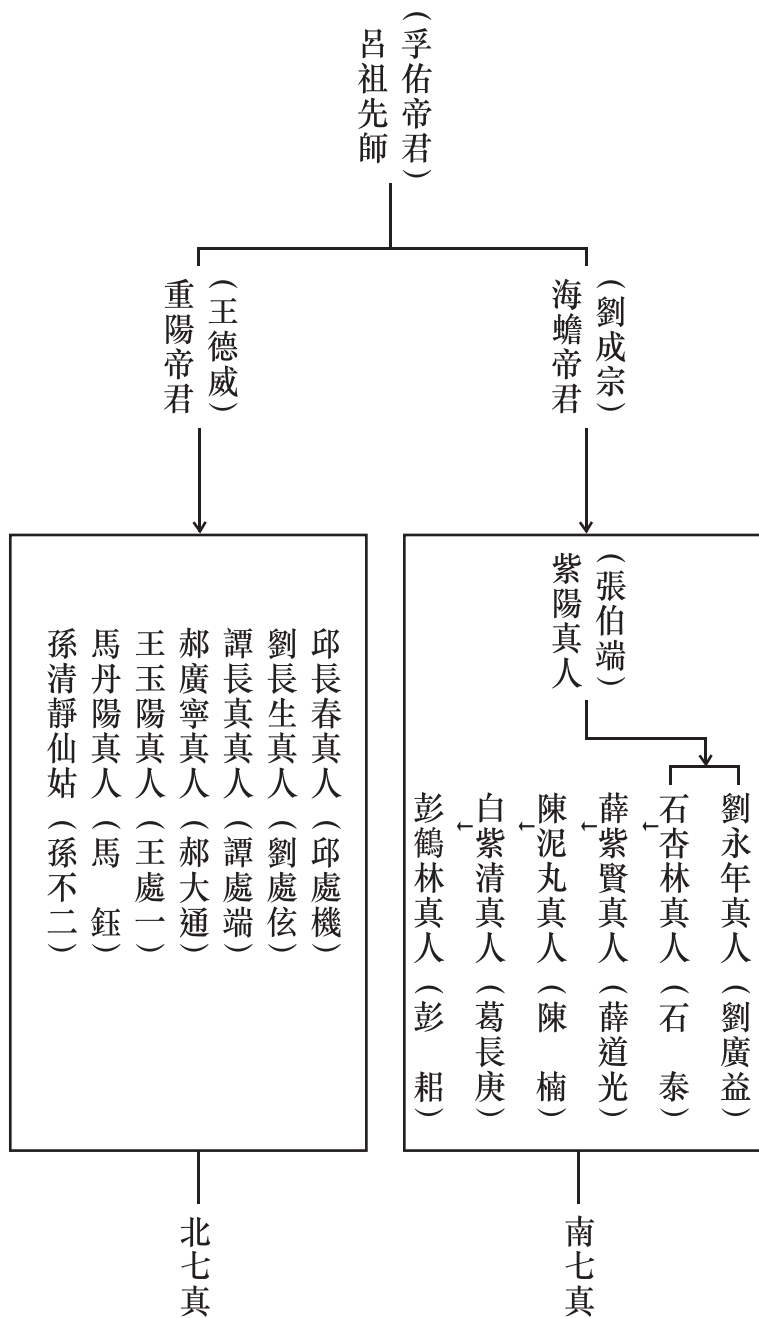 （孚佑帝君）
呂祖先師
（劉成宗）
海蟾帝君
（王德威）
重陽帝君
（張伯端）
紫陽真人
劉永年真人（劉廣益）
石杏林真人（石　泰）
薛紫賢真人（薛道光）
陳泥丸真人（陳　楠）
白紫清真人（葛長庚）
彭鶴林真人（彭　耜）
南七真
邱長春真人（邱處機）
劉長生真人（劉處伭）
譚長真真人（譚處端）
郝廣寧真人（郝大通）
王玉陽真人（王處一）
馬丹陽真人（馬　鈺）
孫清靜仙姑（孫不二）
北七真